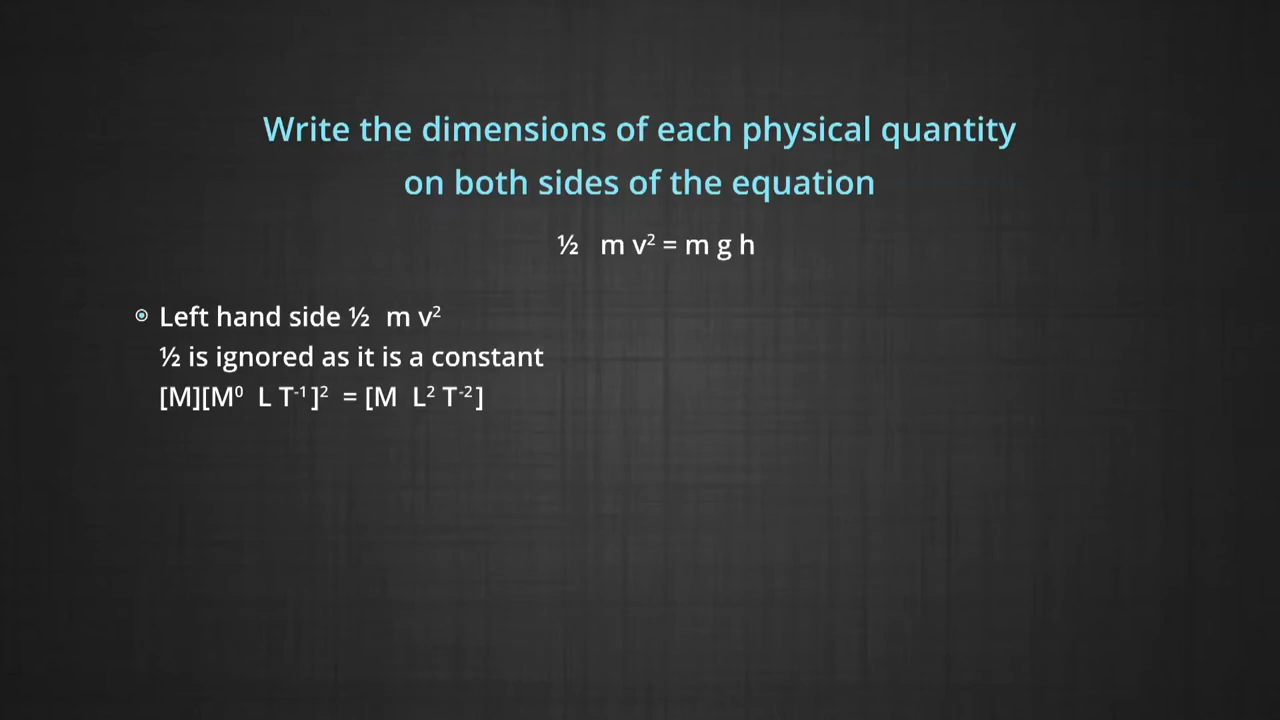 Write the dimensions of each physical quantity
on both sides of the equation
½ m v² = m g h
Left hand side ½ m v²
½ is ignored as it is a constant
[M][M⁰ L T⁻¹]² = [M L² T⁻²]